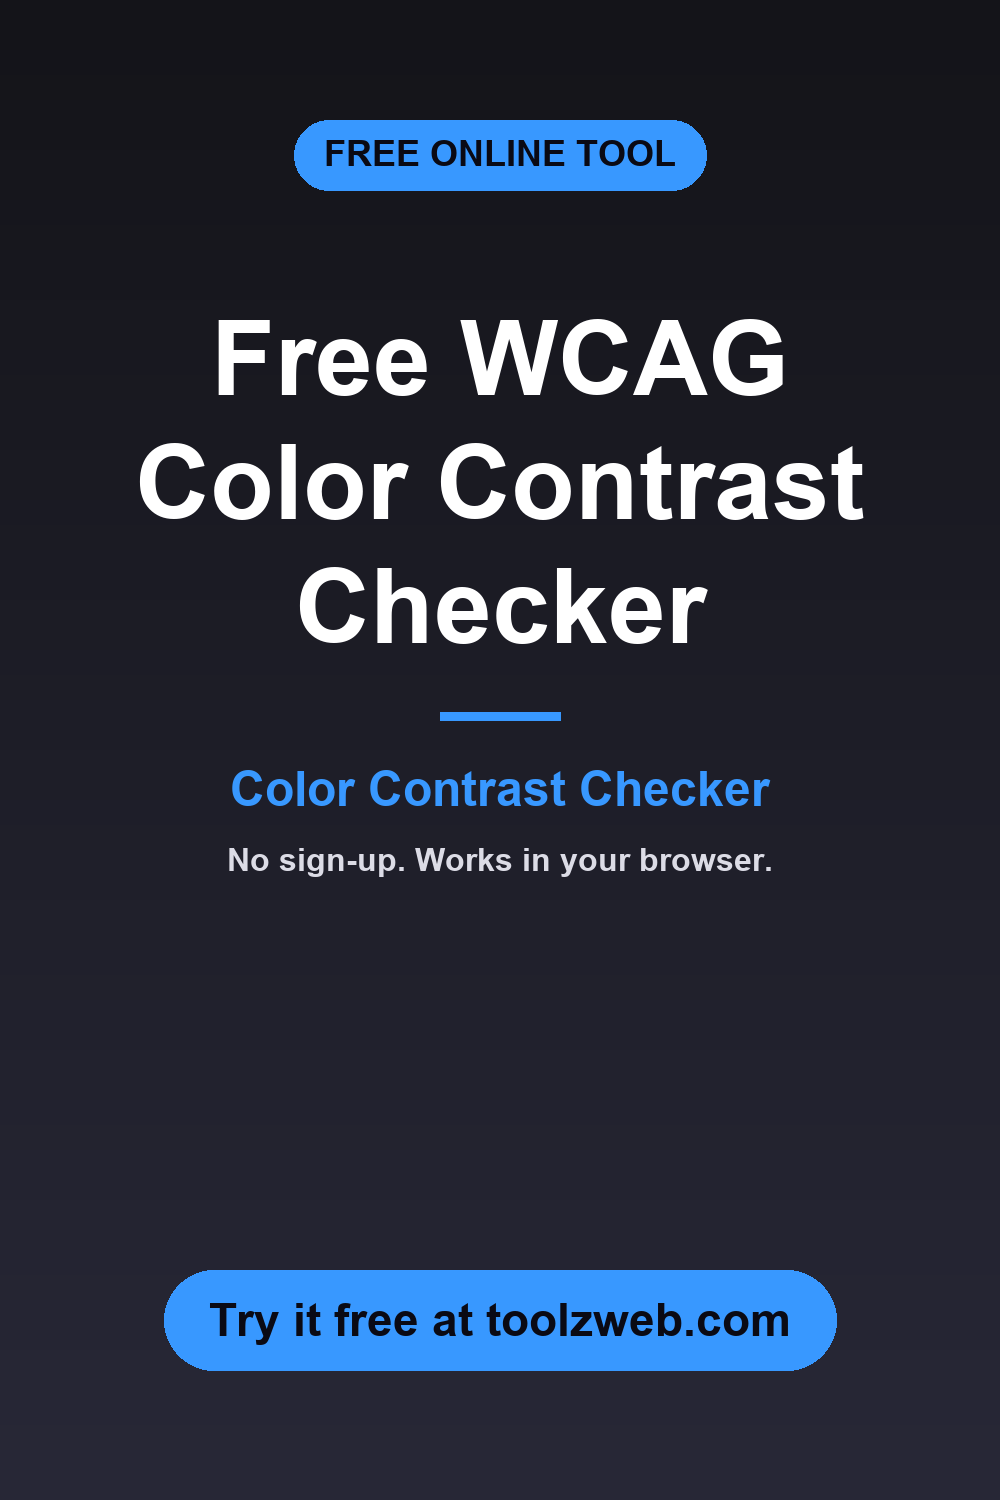 FREE ONLINE TOOL
Free WCAG
Color Contrast
Checker
Color Contrast Checker
No sign-up. Works in your browser.
Try it free at toolzweb.com